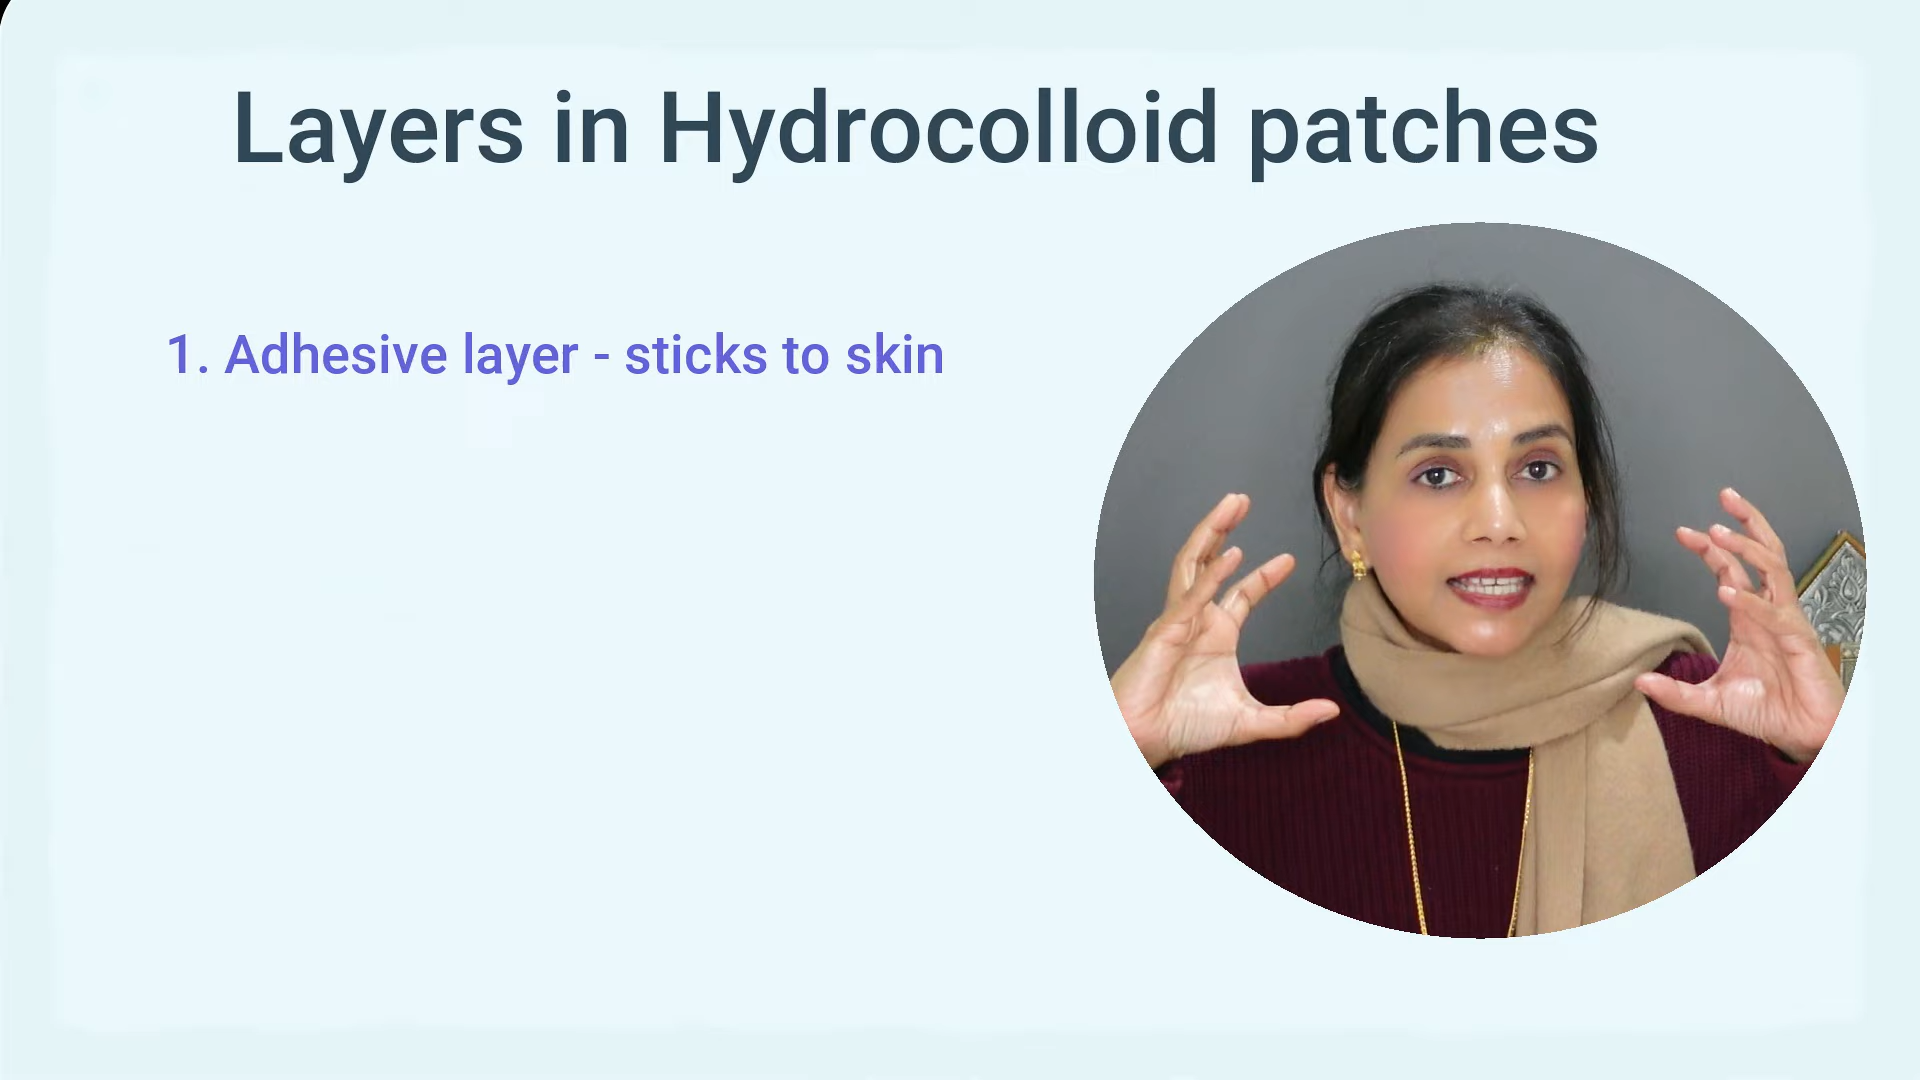 Layers in Hydrocolloid patches
1. Adhesive layer - sticks to skin